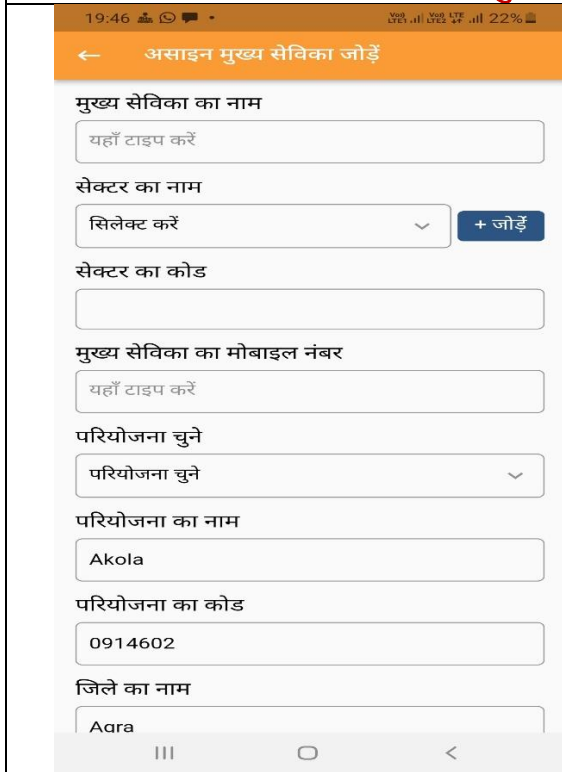 19:46 22%
← असाइन मुख्य सेविका जोड़ें
मुख्य सेविका का नाम
यहाँ टाइप करें
सेक्टर का नाम
सिलेक्ट करें + जोड़ें
सेक्टर का कोड
मुख्य सेविका का मोबाइल नंबर
यहाँ टाइप करें
परियोजना चुने
परियोजना चुने
परियोजना का नाम
Akola
परियोजना का कोड
0914602
जिले का नाम
Agra